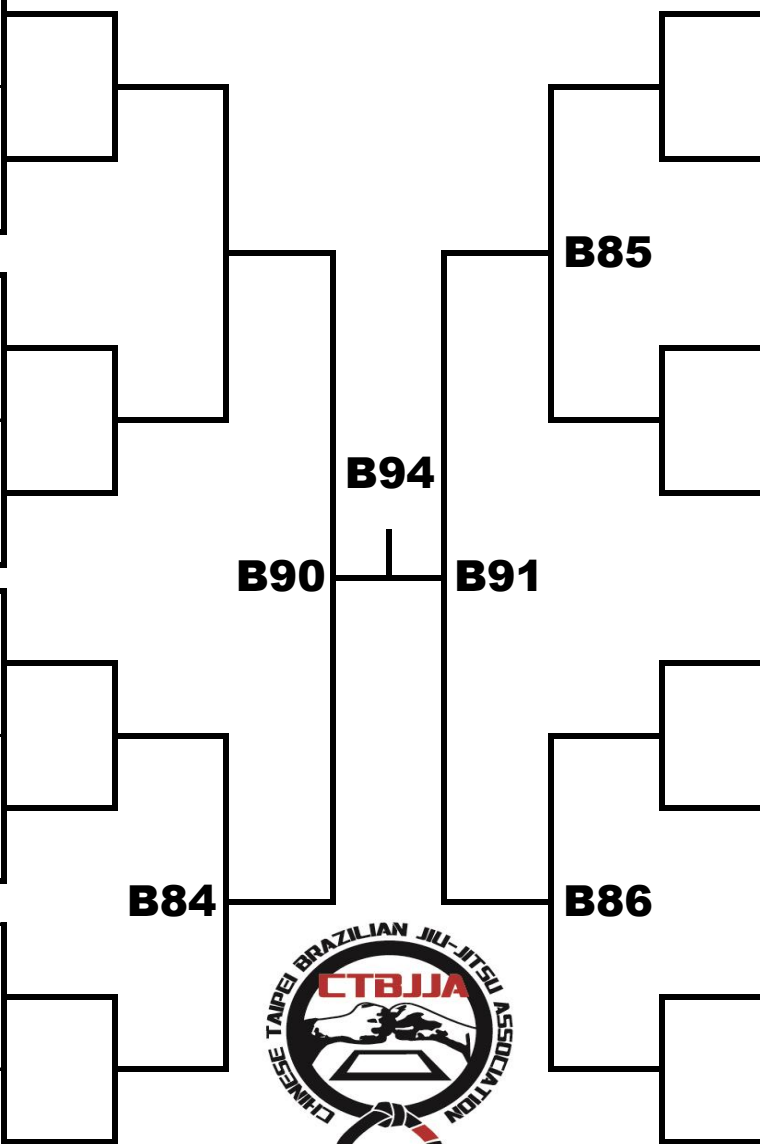 B85
B94
B90
B91
B84
B86
CHINESE TAIPEI BRAZILIAN JIU-JITSU ASSOCIATION
CTBJJA